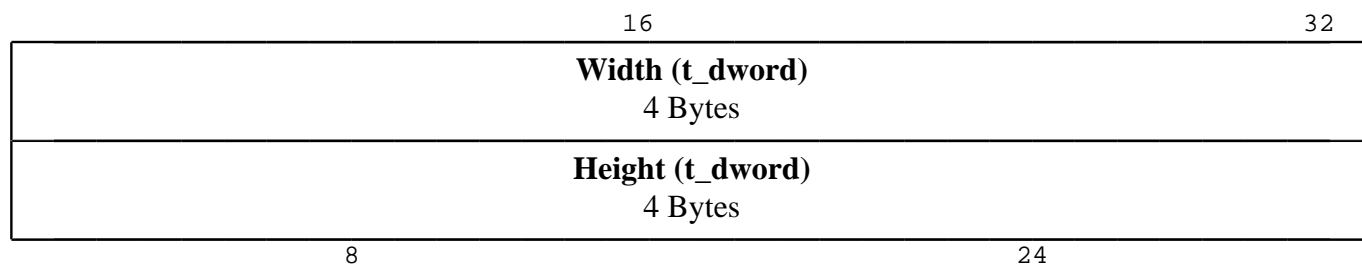 16 32
Width (t_dword)
4 Bytes
Height (t_dword)
4 Bytes
8 24